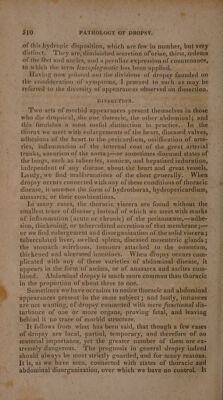 510 PATHOLOGY OF DROPSY.
of this hydropic disposition, which are few in number, but very
distinct. They are, diminished secretion of urine, thirst, œdema
of the feet and ancles, and a peculiar expression of countenance,
to which the term leucophlegmatic has been applied.
Having now pointed out the divisions of dropsy founded on
the consideration of symptoms, I proceed to such as may be
referred to the diversity of appearances observed on dissection.
DISSECTION.
Two sets of morbid appearances present themselves in those
who die dropsical, the one thoracic, the other abdominal; and
this furnishes a most useful distinction in practice. In the
thorax we meet with enlargements of the heart, diseased valves,
adhesions of the heart to the pericardium, ossification of arte-
ries, inflammation of the internal coat of the great arterial
trunks, aneurism of the aorta;—or sometimes diseased states of
the lungs, such as tubercles, vomicæ, and hepatized induration,
independent of any disease about the heart and great vessels.
Lastly, we find malformations of the chest generally. When
dropsy occurs connected with any of these conditions of thoracic
disease, it assumes the form of hydrothorax, hydropericardium,
anasarca, or their combinations.
In many cases, the thoracic viscera are found without the
smallest trace of disease; instead of which we meet with marks
of inflammation (acute or chronic) of the peritonæum,—adhe-
sion, thickening, or tuberculated secretion of that membrane;—
or we find enlargement and disorganization of the solid viscera;
tuberculated liver, swelled spleen, diseased mesenteric glands;
the stomach scirrhous, tumours attached to the omentum,
thickened and ulcerated intestines. When dropsy occurs com-
plicated with any of these varieties of abdominal disease, it
appears in the form of ascites, or of anasarca and ascites com-
bined. Abdominal dropsy is much more common than thoracic
in the proportion of about three to one.
Sometimes we have occasion to notice thoracic and abdominal
appearances present in the same subject; and lastly, instances
are not wanting, of dropsy connected with mere functional dis-
turbance of one or more organs, proving fatal, and leaving
behind it no trace of morbid structure.
It follows from what has been said, that though a few cases
of dropsy are local, partial, temporary, and therefore of no
material importance, yet the greater number of them are ex-
tremely dangerous. The prognosis in general dropsy indeed
should always be most strictly guarded, and for many reasons.
It is, as we have seen, connected with states of thoracic and
abdominal disorganization, over which we have no control. It